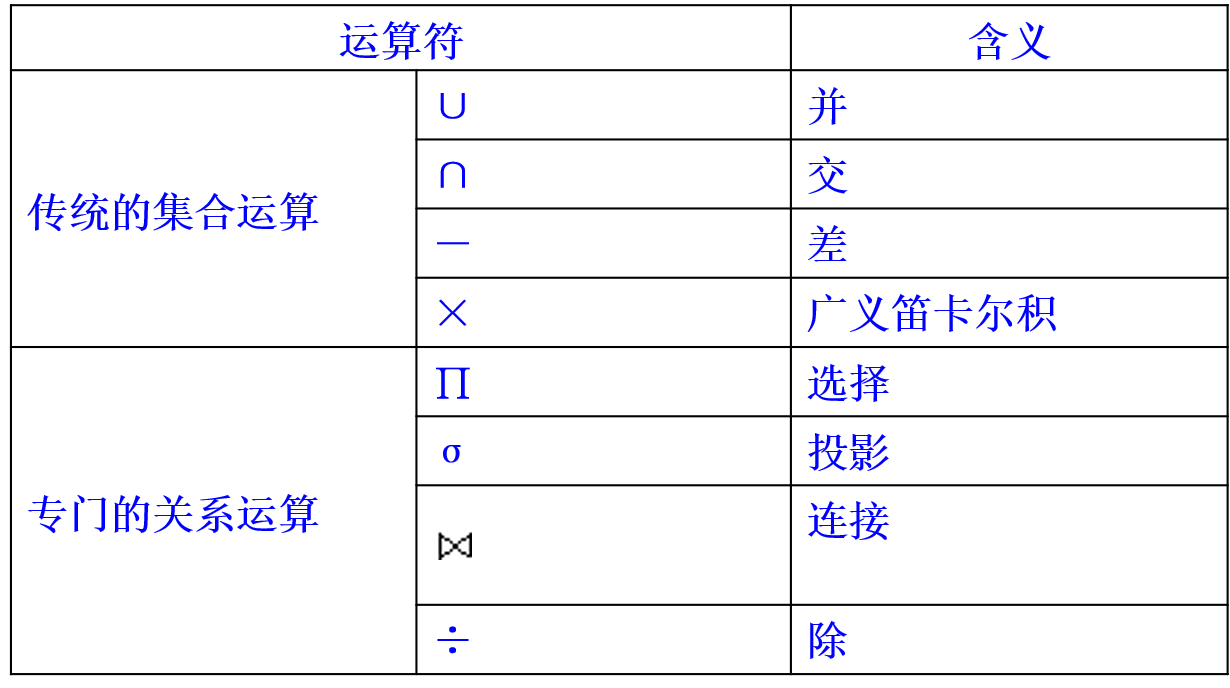 运算符 含义
传统的集合运算
∪ 并
∩ 交
— 差
× 广义笛卡尔积
专门的关系运算
∏ 选择
σ 投影
⋈ 连接
÷ 除